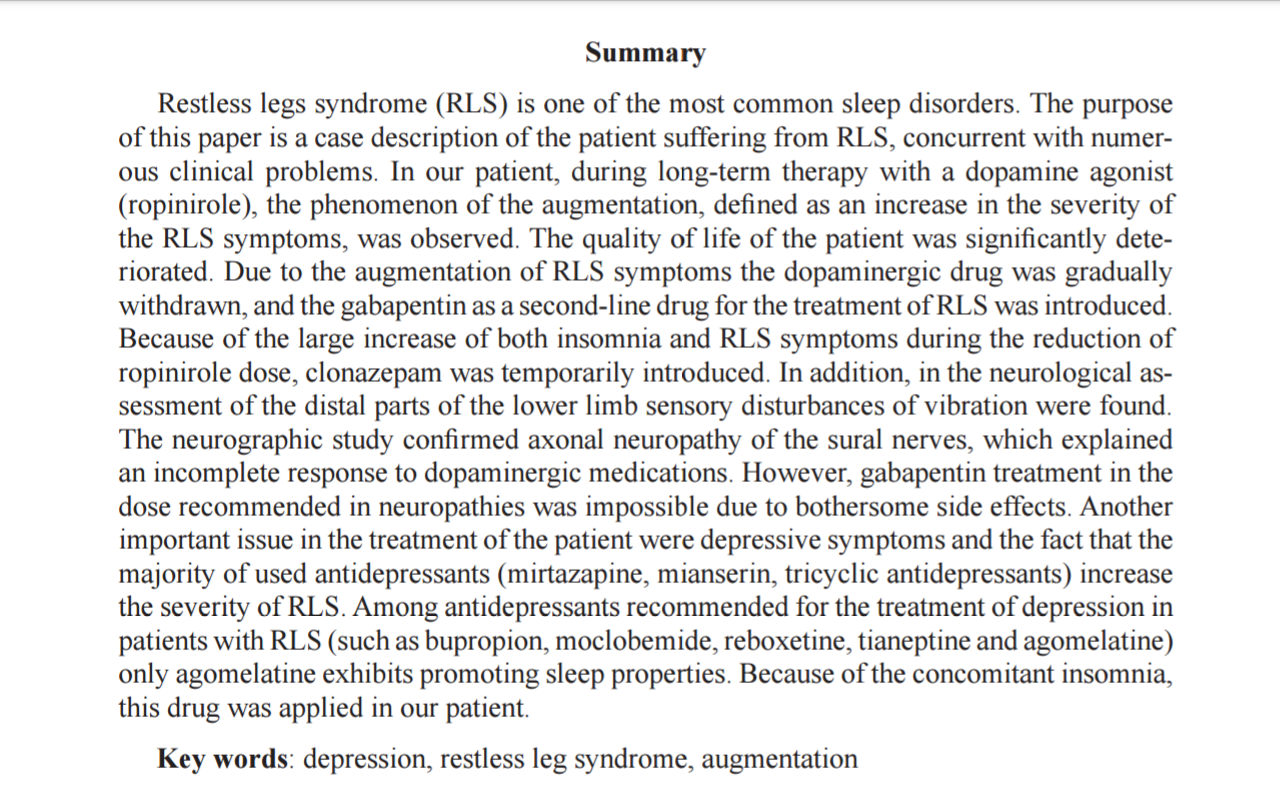 Summary
Restless legs syndrome (RLS) is one of the most common sleep disorders. The purpose
of this paper is a case description of the patient suffering from RLS, concurrent with numer-
ous clinical problems. In our patient, during long-term therapy with a dopamine agonist
(ropinirole), the phenomenon of the augmentation, defined as an increase in the severity of
the RLS symptoms, was observed. The quality of life of the patient was significantly dete-
riorated. Due to the augmentation of RLS symptoms the dopaminergic drug was gradually
withdrawn, and the gabapentin as a second-line drug for the treatment of RLS was introduced.
Because of the large increase of both insomnia and RLS symptoms during the reduction of
ropinirole dose, clonazepam was temporarily introduced. In addition, in the neurological as-
sessment of the distal parts of the lower limb sensory disturbances of vibration were found.
The neurographic study confirmed axonal neuropathy of the sural nerves, which explained
an incomplete response to dopaminergic medications. However, gabapentin treatment in the
dose recommended in neuropathies was impossible due to bothersome side effects. Another
important issue in the treatment of the patient were depressive symptoms and the fact that the
majority of used antidepressants (mirtazapine, mianserin, tricyclic antidepressants) increase
the severity of RLS. Among antidepressants recommended for the treatment of depression in
patients with RLS (such as bupropion, moclobemide, reboxetine, tianeptine and agomelatine)
only agomelatine exhibits promoting sleep properties. Because of the concomitant insomnia,
this drug was applied in our patient.
Key words: depression, restless leg syndrome, augmentation